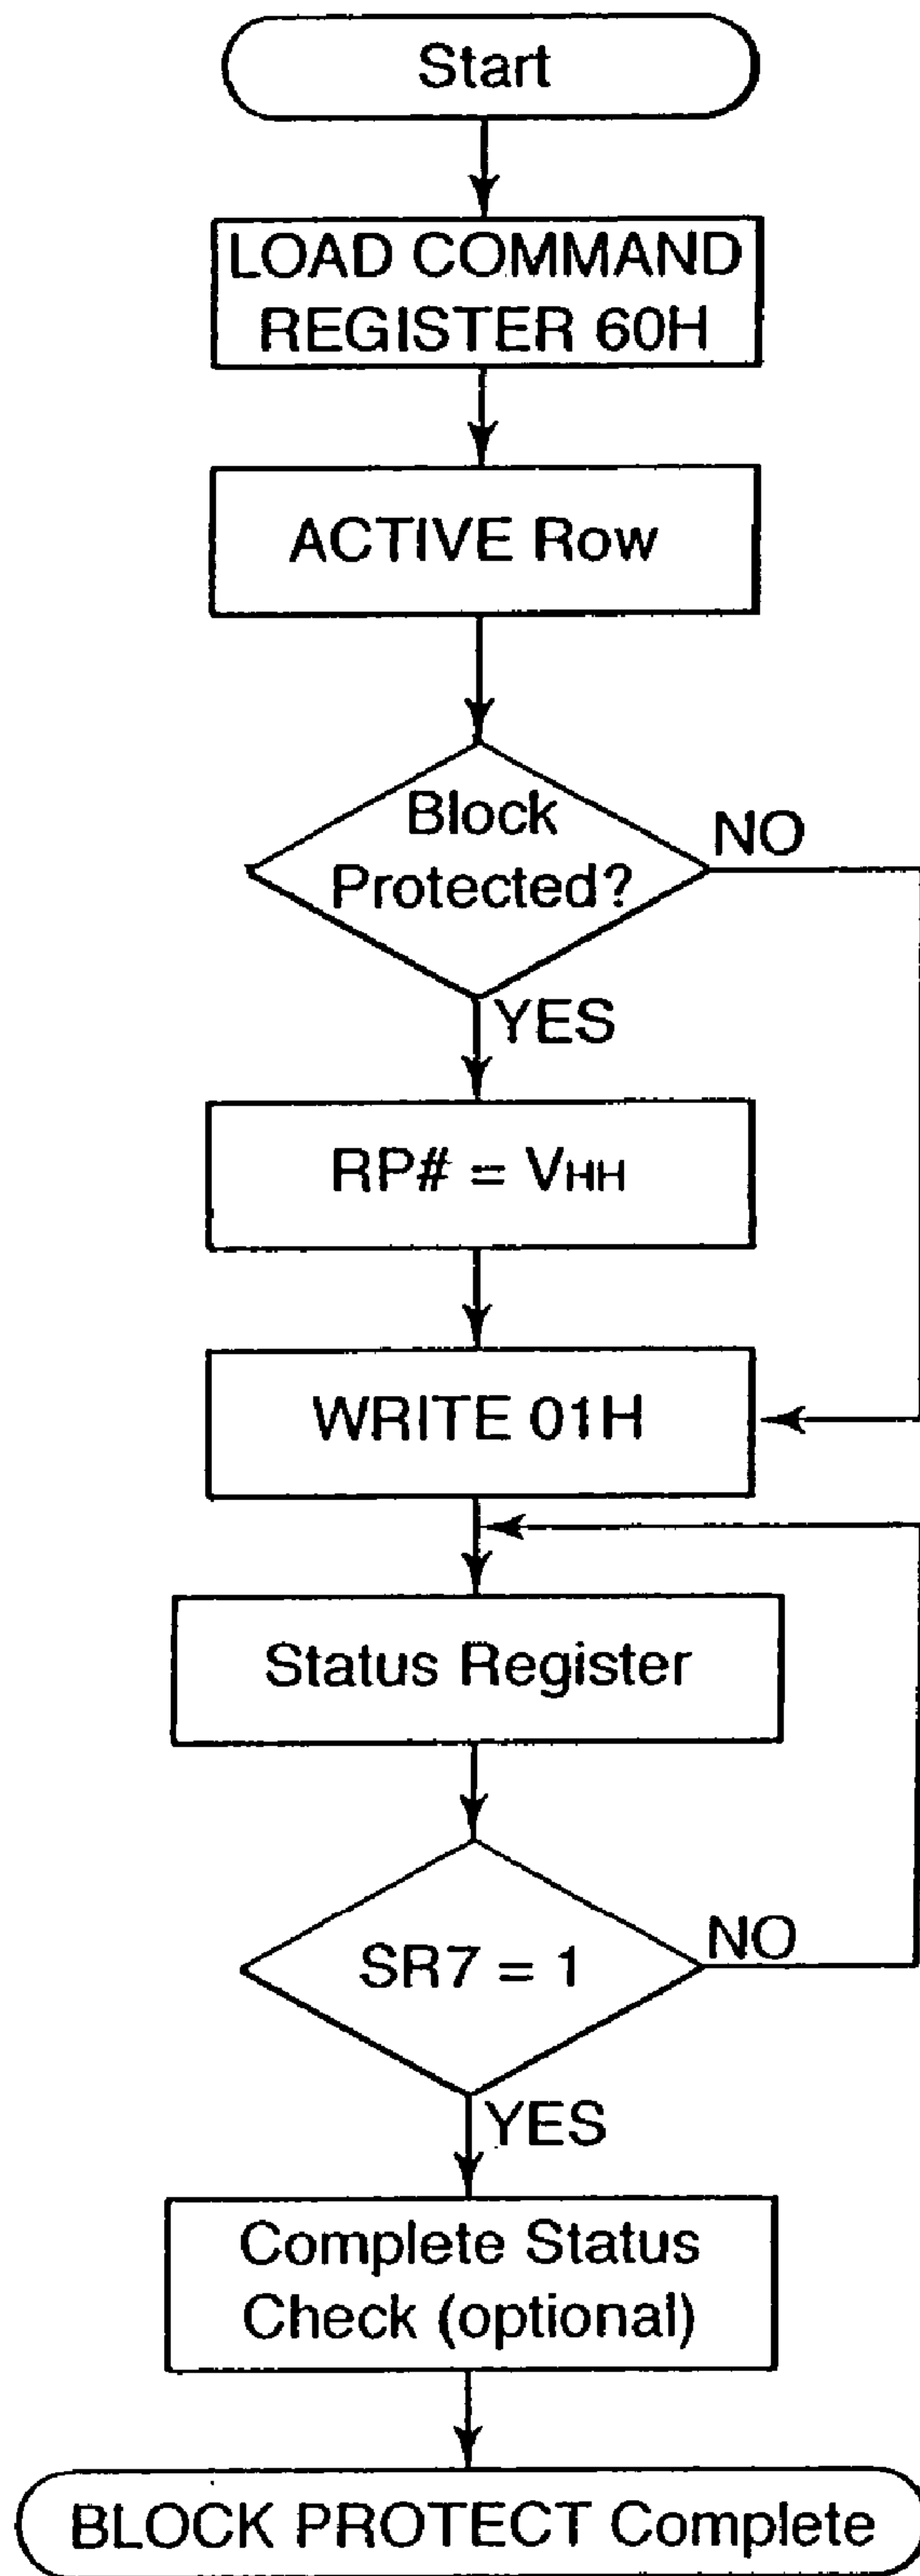 Start
LOAD COMMAND
REGISTER 60H
ACTIVE Row
Block
Protected?
NO
YES
RP# = VHH
WRITE 01H
Status Register
SR7 = 1
NO
YES
Complete Status
Check (optional)
BLOCK PROTECT Complete